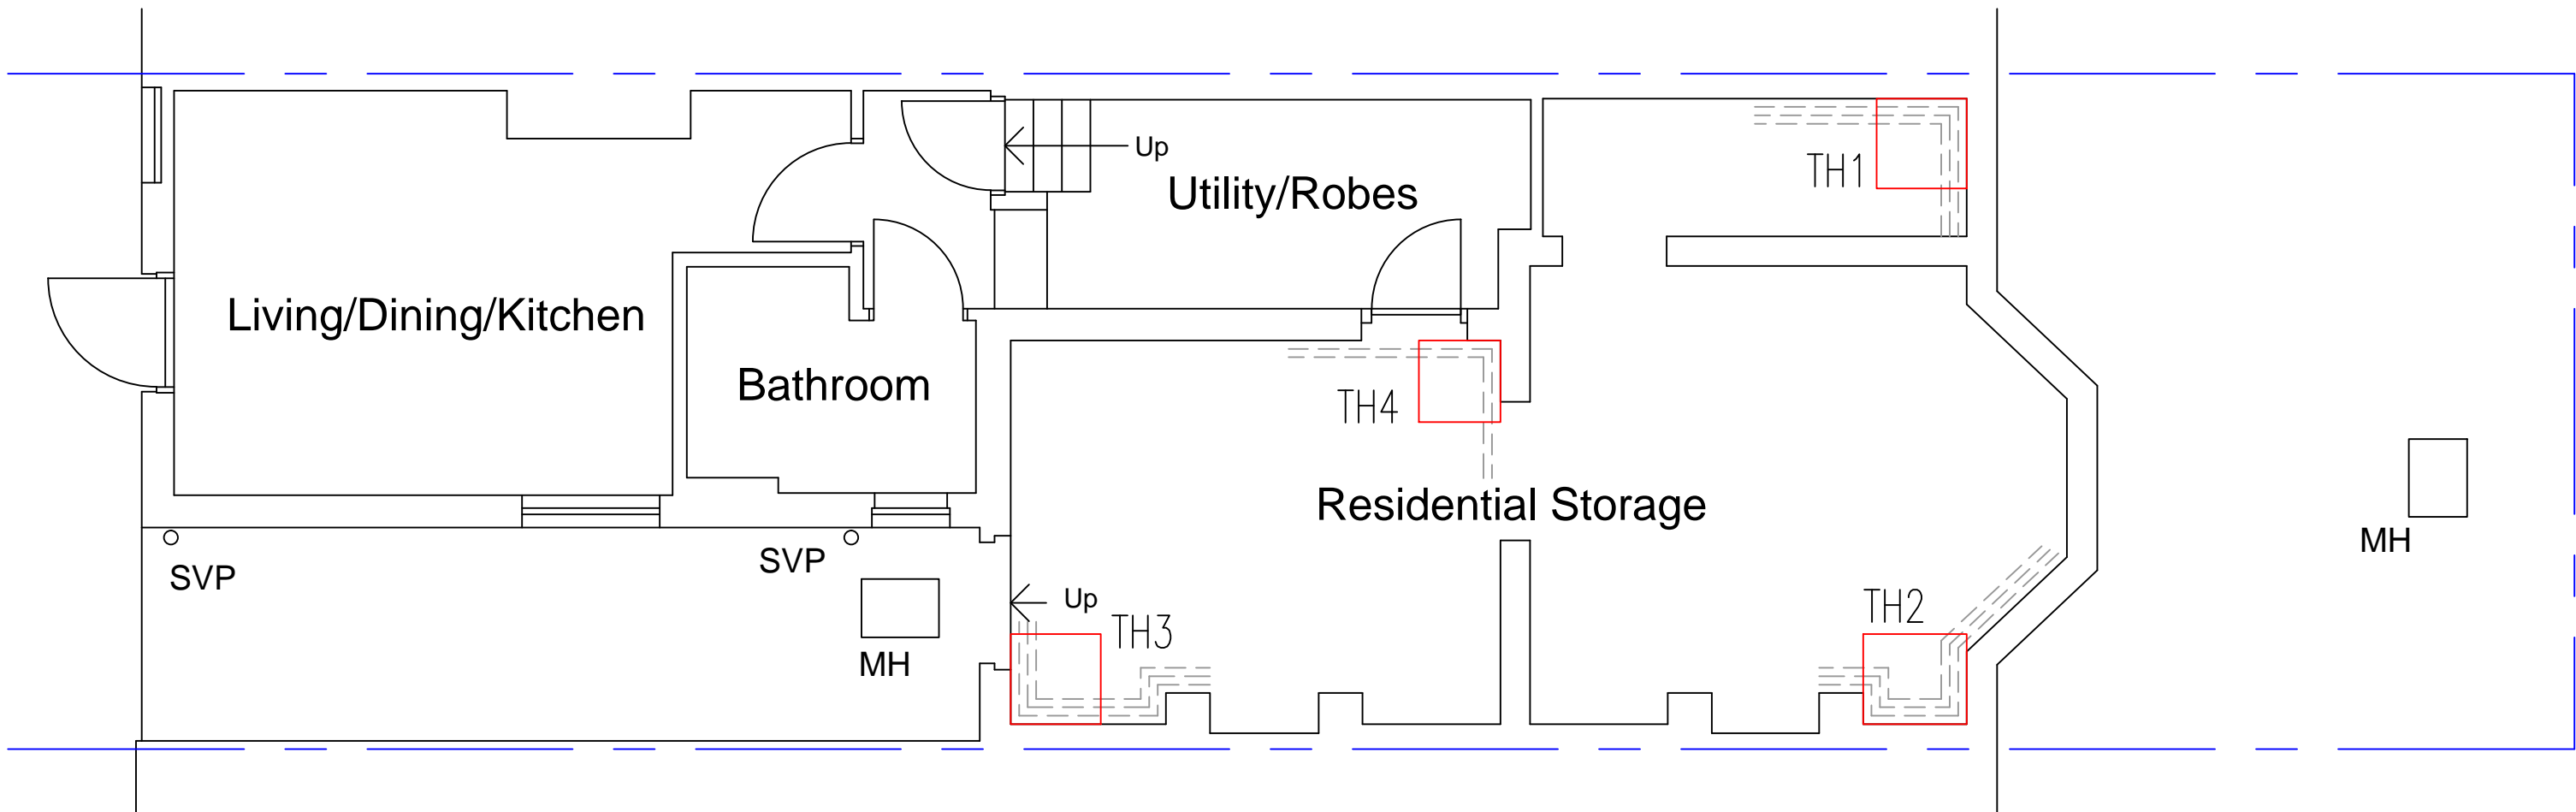 Up
TH1
Utility/Robes
Living/Dining/Kitchen
Bathroom
TH4
Residential Storage
MH
SVP
SVP
Up
TH3
TH2
MH